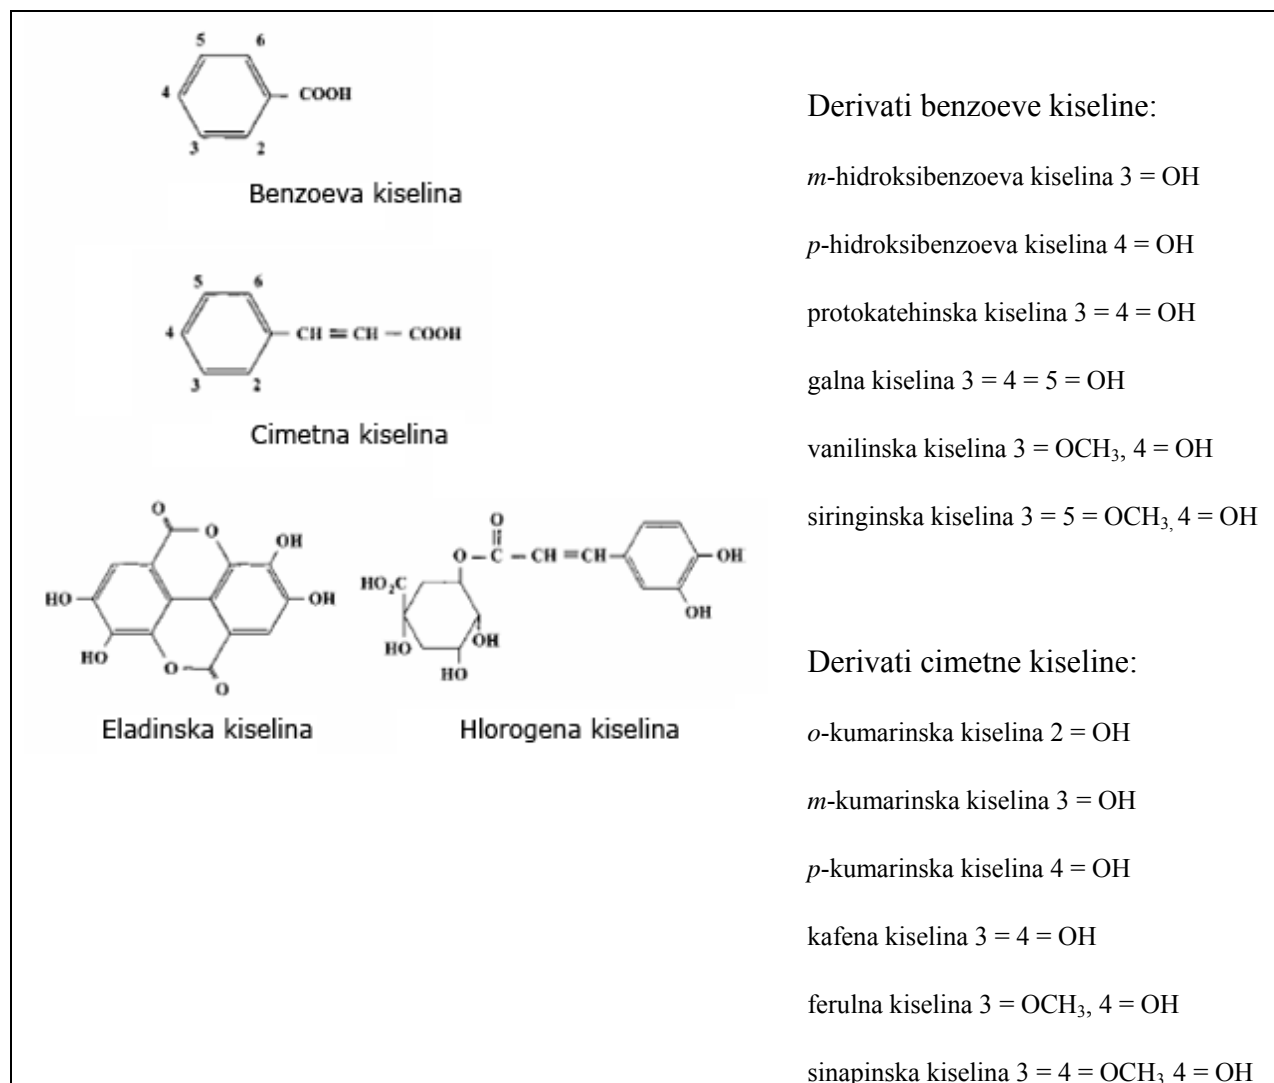 5 6
4 COOH
3 2
Benzoeva kiselina
5 6
4 CH = CH – COOH
3 2
Cimetna kiselina
O
O
OH
HO OH
HO
O
O
Eladinska kiselina
O
O – C – CH = CH
OH
HO₂C
OH
HO OH
HO
Hlorogena kiselina
Derivati benzoeve kiseline:
m-hidroksibenzoeva kiselina 3 = OH
p-hidroksibenzoeva kiselina 4 = OH
protokatehinska kiselina 3 = 4 = OH
galna kiselina 3 = 4 = 5 = OH
vanilinska kiselina 3 = OCH₃, 4 = OH
siringinska kiselina 3 = 5 = OCH₃, 4 = OH
Derivati cimetne kiseline:
o-kumarinska kiselina 2 = OH
m-kumarinska kiselina 3 = OH
p-kumarinska kiselina 4 = OH
kafena kiselina 3 = 4 = OH
ferulna kiselina 3 = OCH₃, 4 = OH
sinapinska kiselina 3 = 4 = OCH₃ 4 = OH